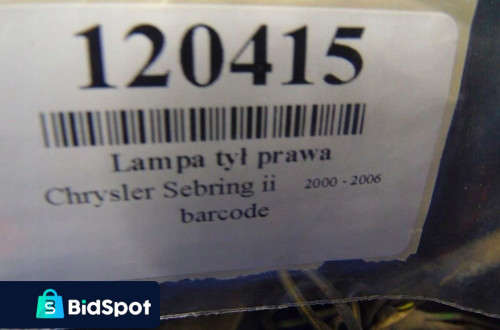 120415
Lampa tył prawa
Chrysler Sebring ii 2000 - 2006
barcode
BidSpot